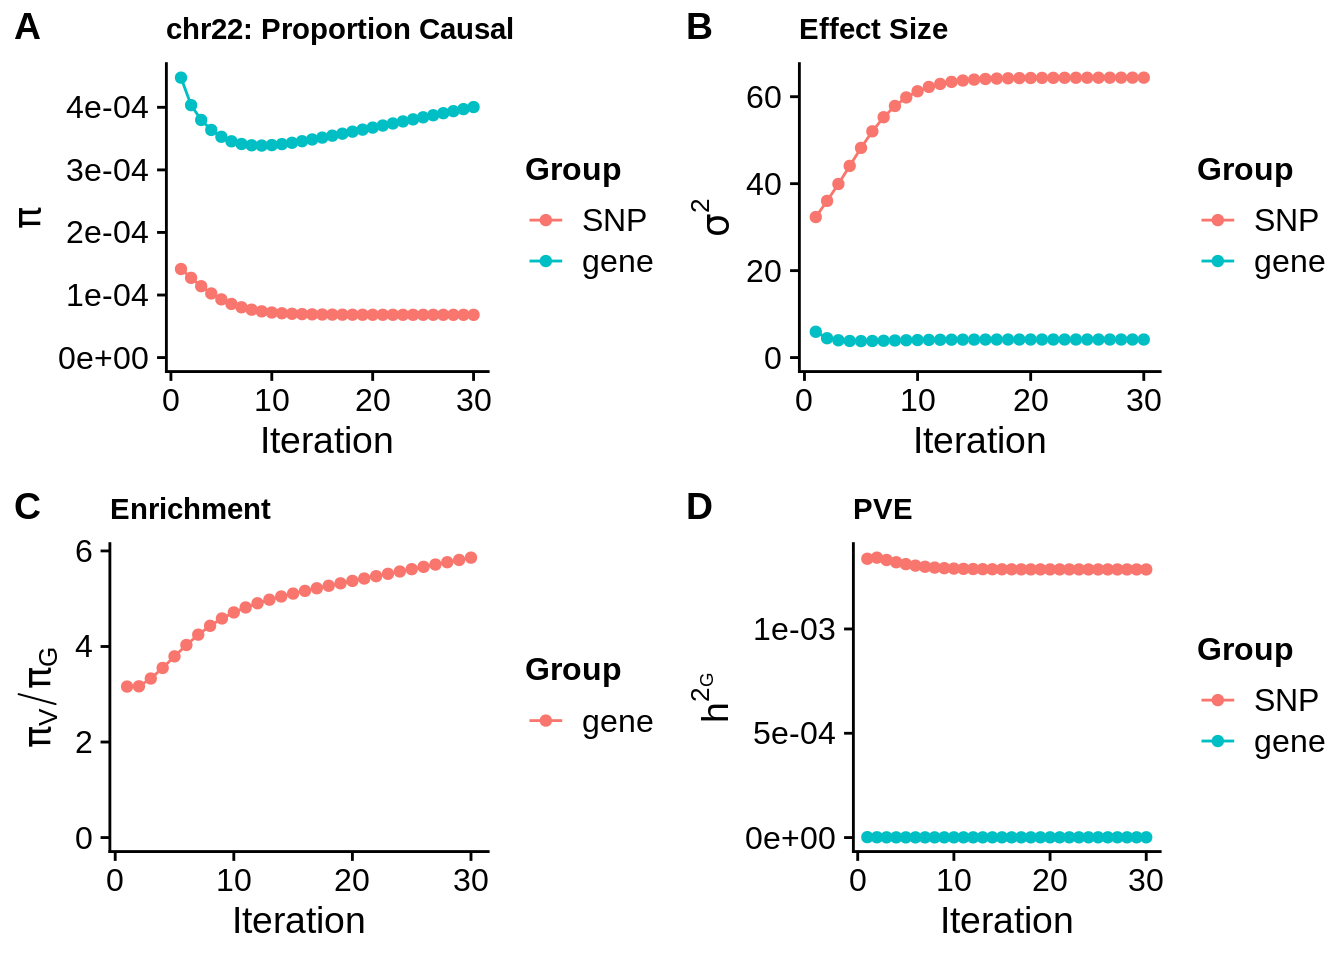 A
chr22: Proportion Causal
4e-04
3e-04
2e-04
1e-04
0e+00
π
0 10 20 30
Iteration
Group
SNP
gene
B
Effect Size
60
40
20
0
σ²
0 10 20 30
Iteration
Group
SNP
gene
C
Enrichment
6
4
2
0
πV/πG
0 10 20 30
Iteration
Group
gene
D
PVE
1e-03
5e-04
0e+00
h²G
0 10 20 30
Iteration
Group
SNP
gene